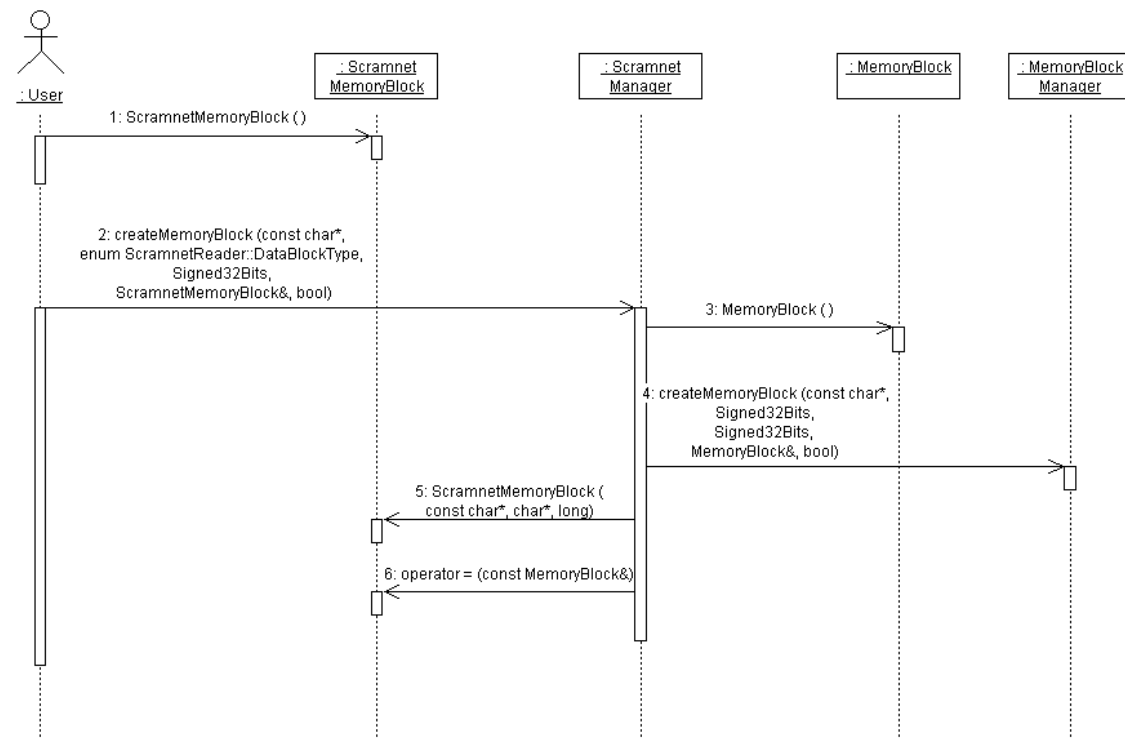 : User
: Scramnet
MemoryBlock
: Scramnet
Manager
: MemoryBlock
: MemoryBlock
Manager
1: ScramnetMemoryBlock ( )
2: createMemoryBlock (const char*,
enum ScramnetReader::DataBlockType,
Signed32Bits,
ScramnetMemoryBlock&, bool)
3: MemoryBlock ( )
4: createMemoryBlock (const char*,
Signed32Bits,
Signed32Bits,
MemoryBlock&, bool)
5: ScramnetMemoryBlock (
const char*, char*, long)
6: operator = (const MemoryBlock&)